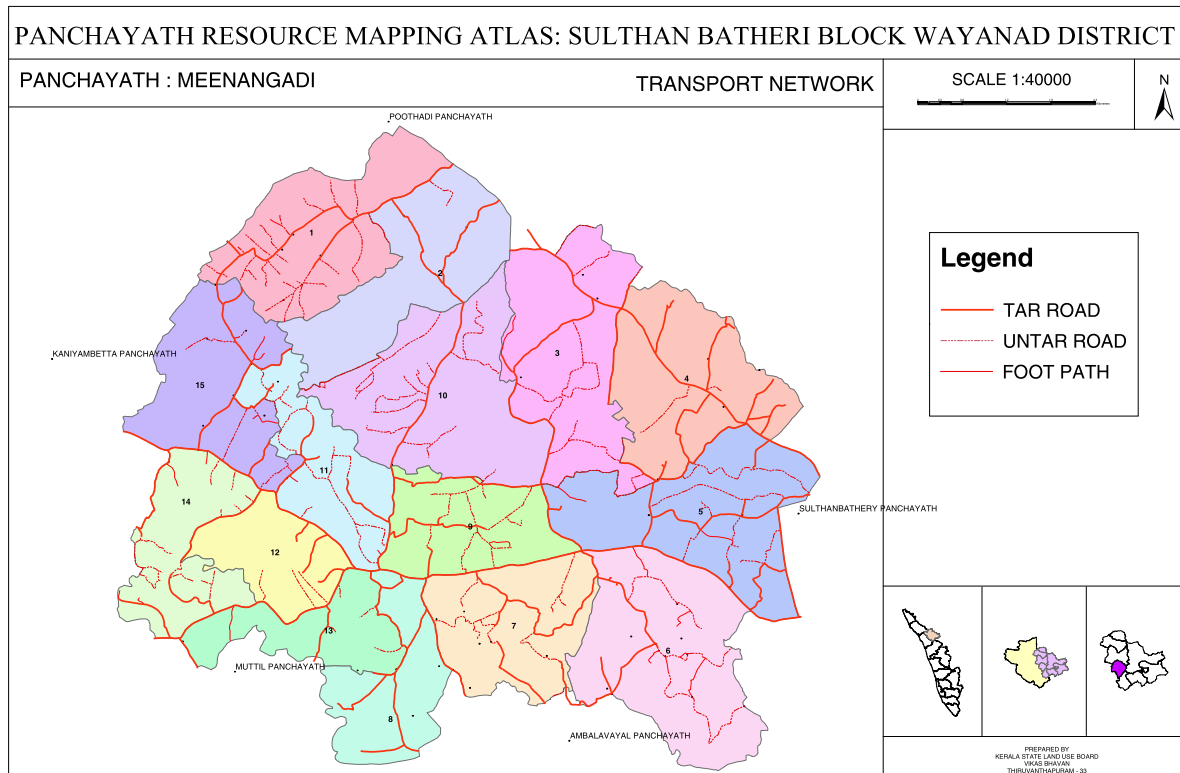 PANCHAYATH RESOURCE MAPPING ATLAS: SULTHAN BATHERI BLOCK WAYANAD DISTRICT
PANCHAYATH : MEENANGADI
TRANSPORT NETWORK
SCALE 1:40000
N
POOTHADI PANCHAYATH
1
2
3
KANIYAMBETTA PANCHAYATH
15
4
10
11
14
5
SULTHANBATHERY PANCHAYATH
9
12
7
13
6
MUTTIL PANCHAYATH
8
AMBALAVAYAL PANCHAYATH
Legend
TAR ROAD
UNTAR ROAD
FOOT PATH
PREPARED BY
KERALA STATE LAND USE BOARD
VIKAS BHAVAN
THIRUVANTHAPURAM - 33